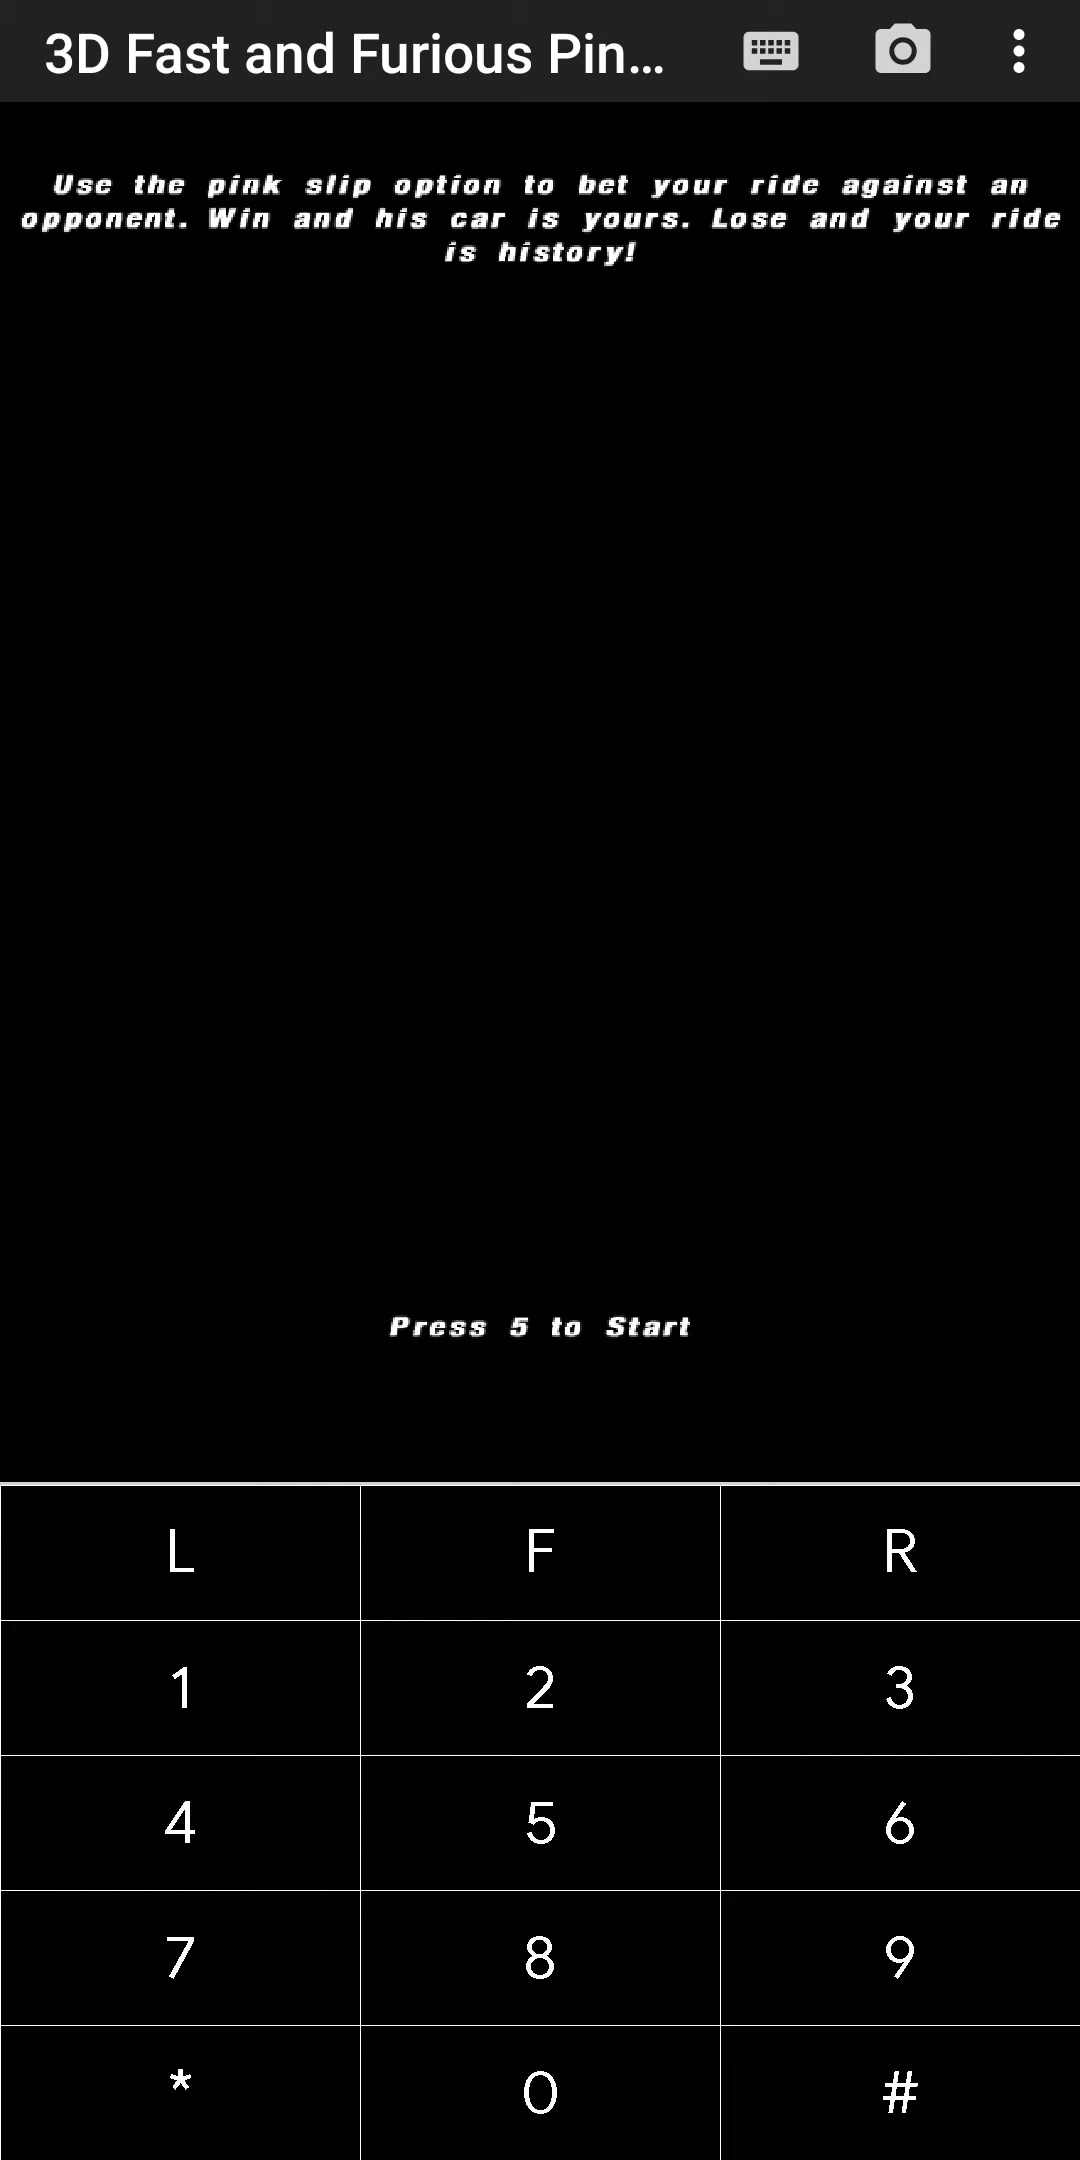 3D Fast and Furious Pin...
Use the pink slip option to bet your ride against an
opponent. Win and his car is yours. Lose and your ride
is history!
Press 5 to Start
L F R
1 2 3
4 5 6
7 8 9
* 0 #